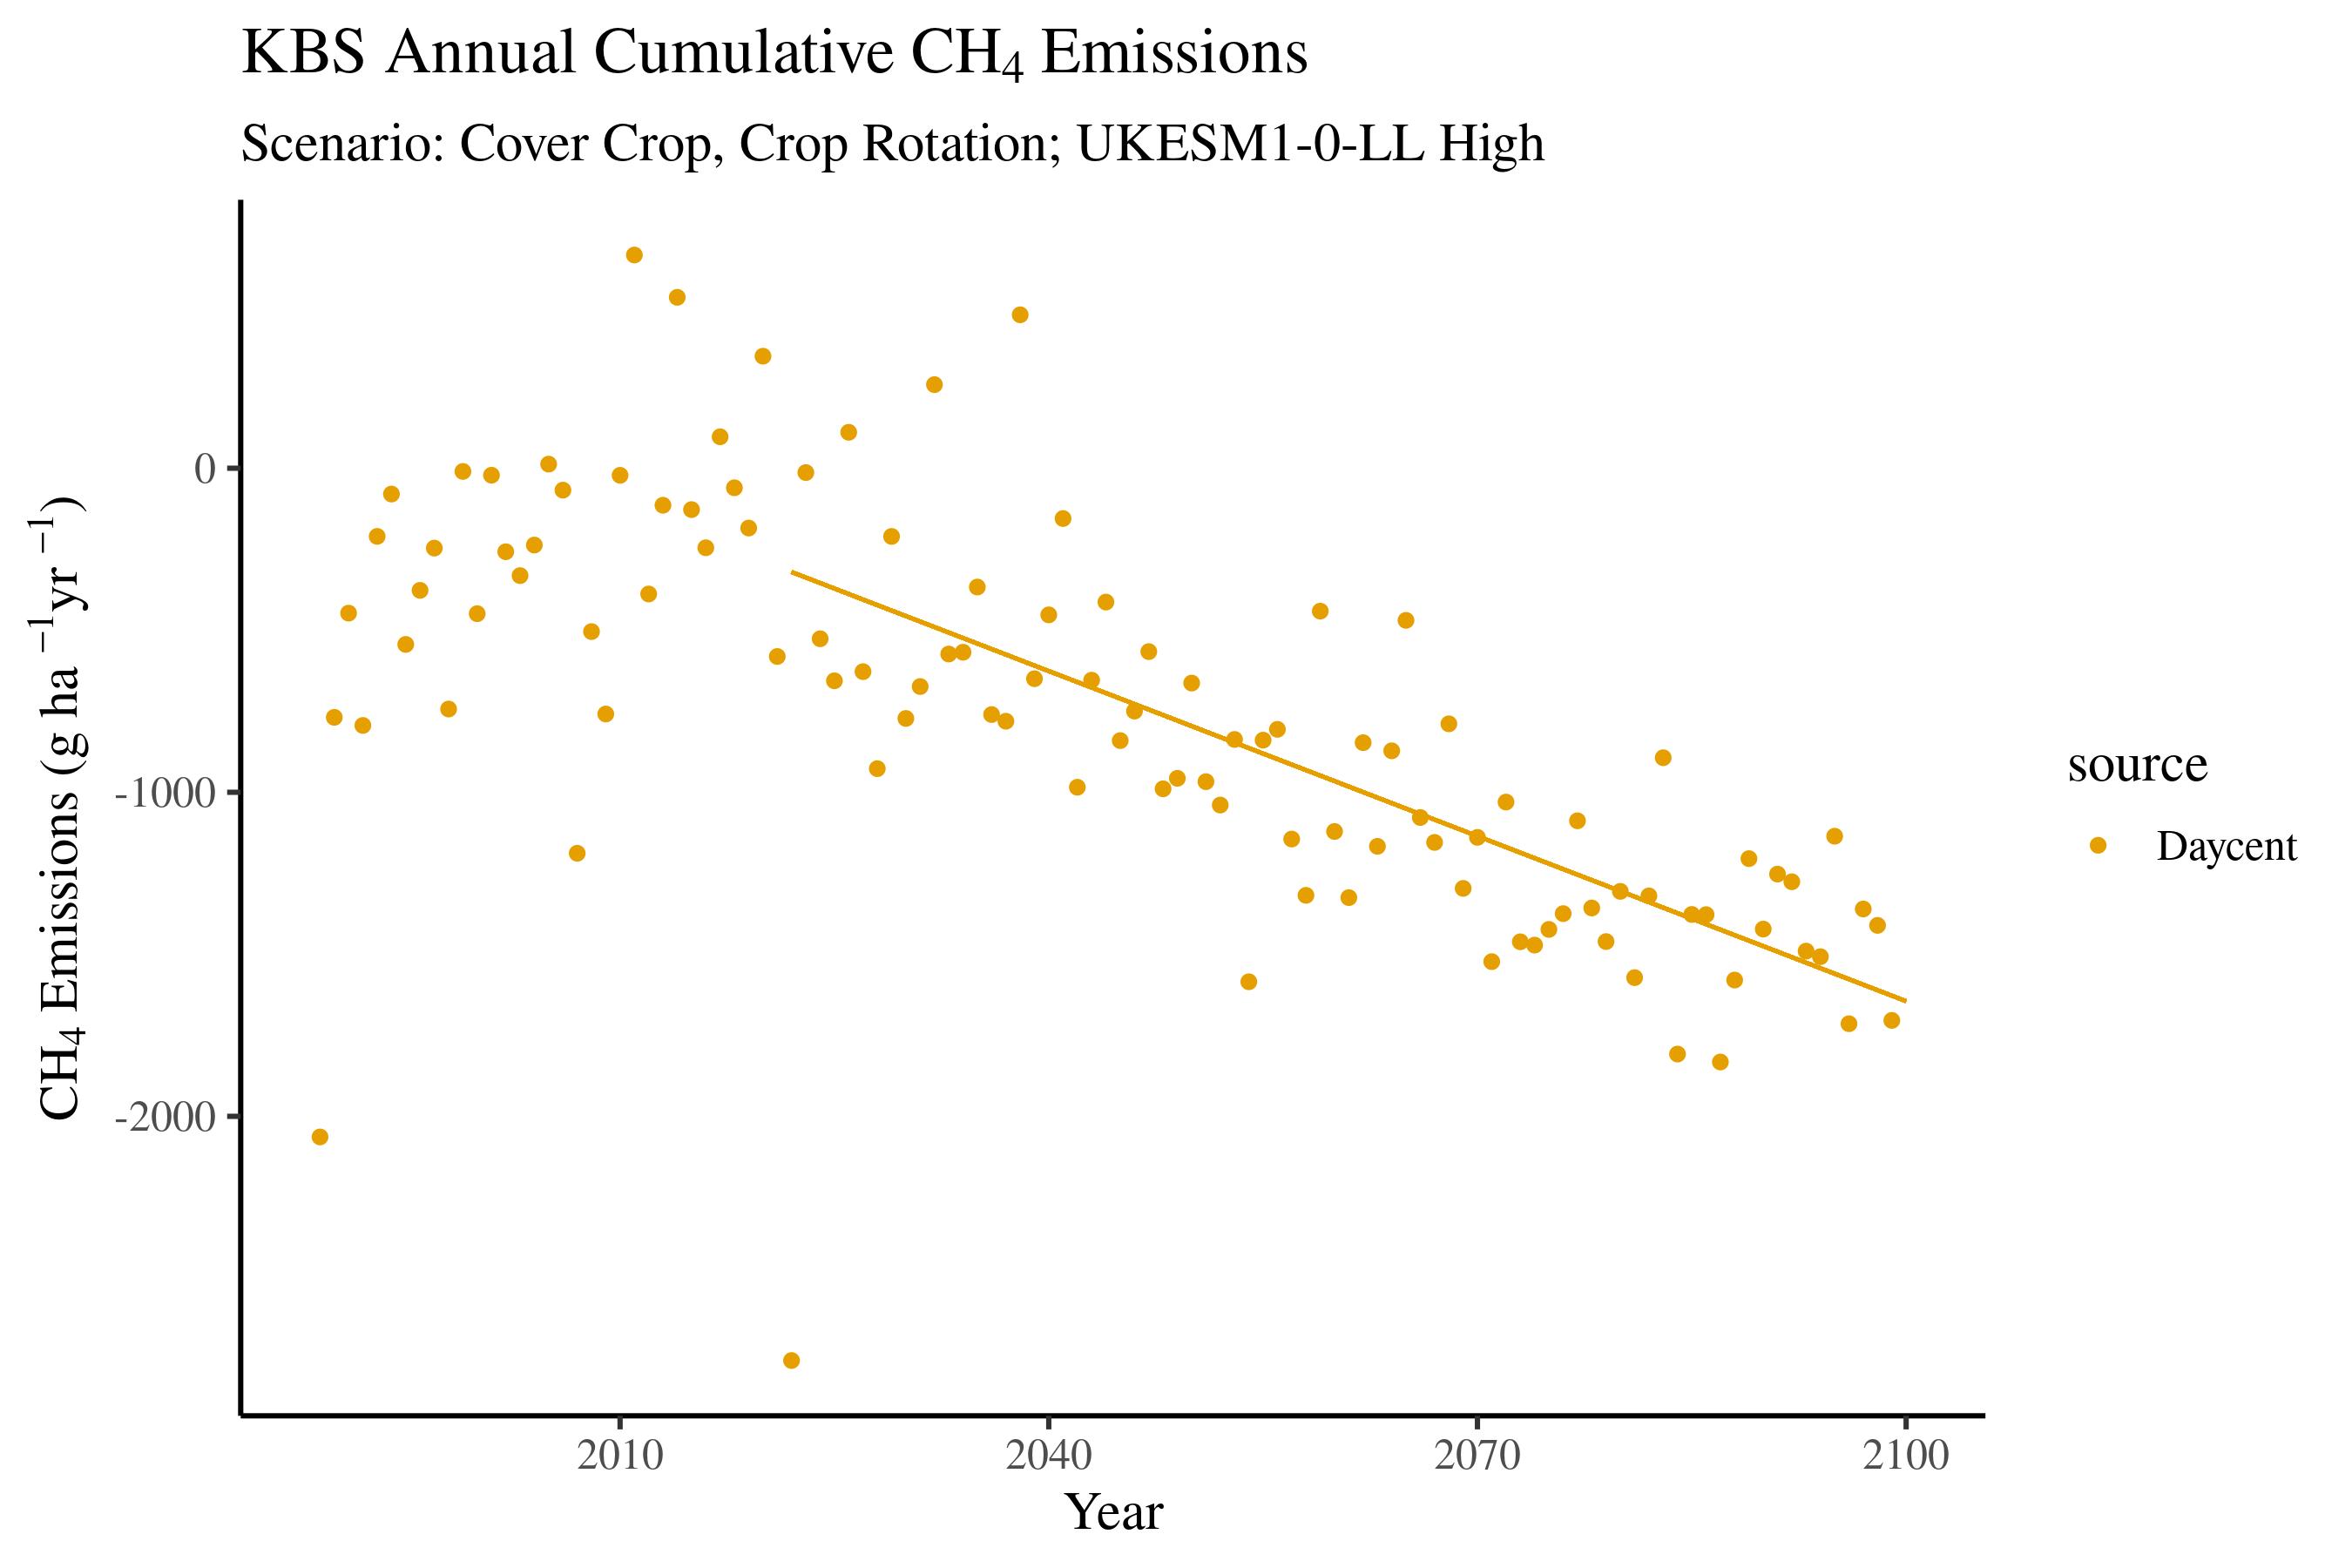 KBS Annual Cumulative CH₄ Emissions
Scenario: Cover Crop, Crop Rotation; UKESM1-0-LL High
CH₄ Emissions (g ha ⁻¹yr ⁻¹)
0
-1000
-2000
2010
2040
2070
2100
Year
source
Daycent